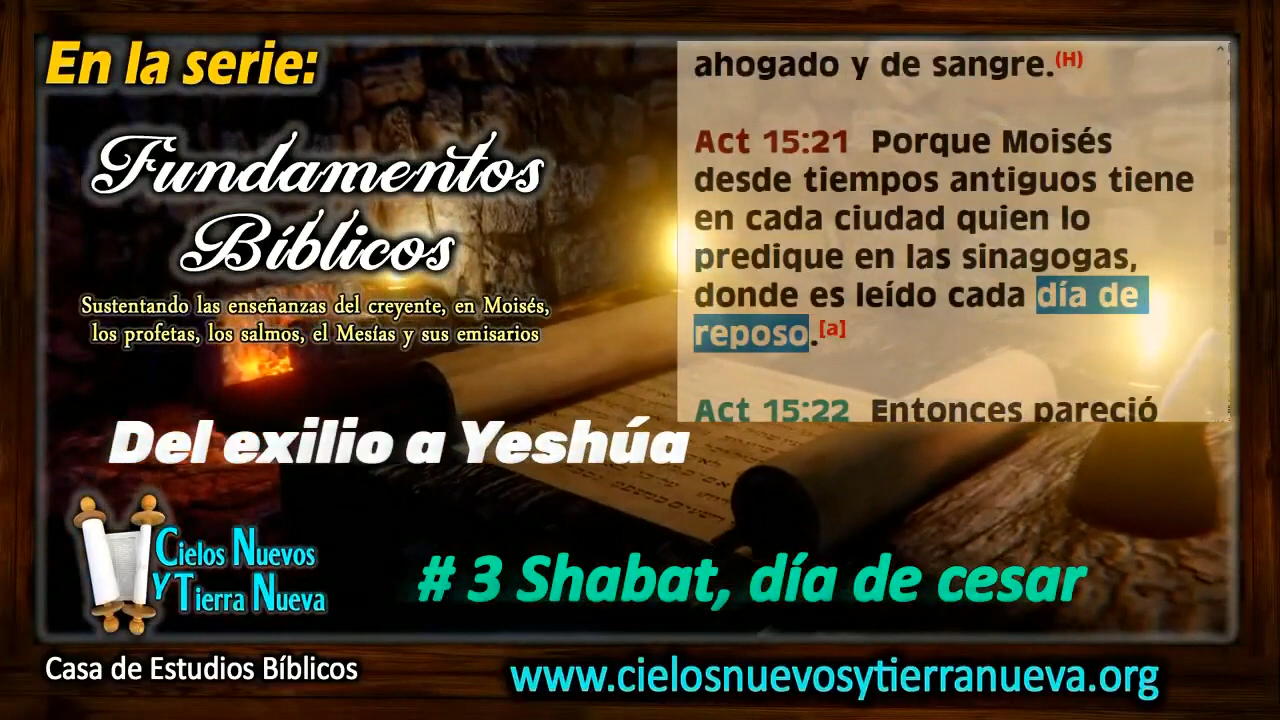 En la serie:
Fundamentos
Bíblicos
Sustentando las enseñanzas del creyente, en Moisés,
los profetas, los salmos, el Mesías y sus emisarios
Del exilio a Yeshúa
ahogado y de sangre.(H)
Act 15:21 Porque Moisés
desde tiempos antiguos tiene
en cada ciudad quien lo
predique en las sinagogas,
donde es leído cada día de
reposo.[a]
Act 15:22 Entonces pareció
Cielos Nuevos
Y Tierra Nueva
# 3 Shabat, día de cesar
Casa de Estudios Bíblicos
www.cielosnuevosytierranueva.org